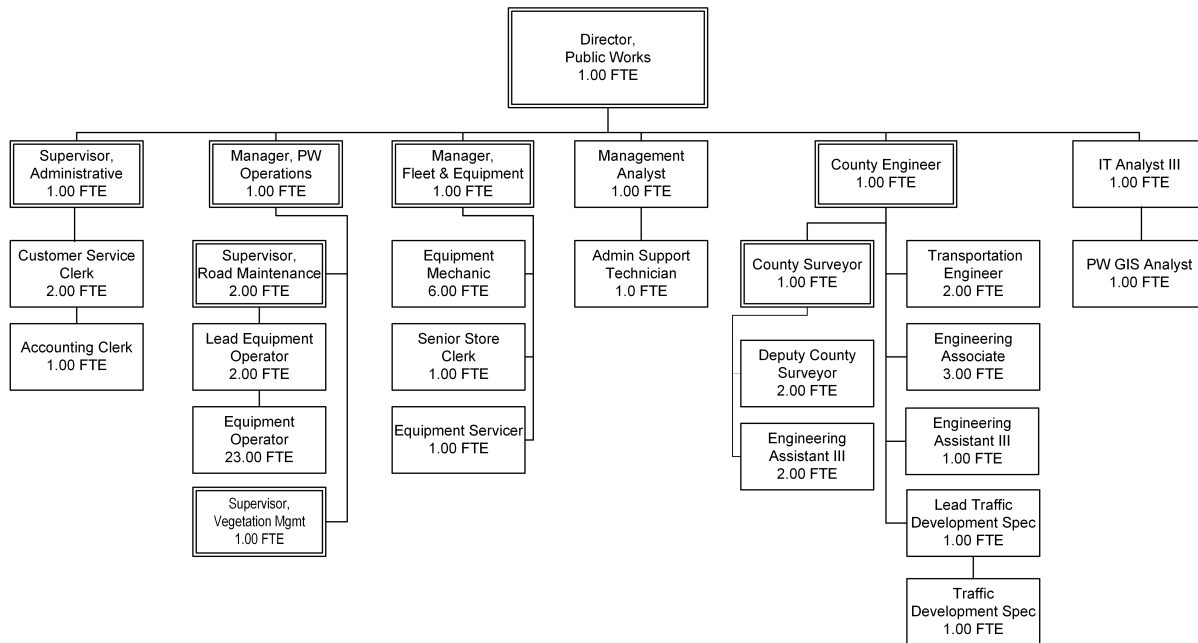 Director,
Public Works
1.00 FTE
Supervisor,
Administrative
1.00 FTE
Manager, PW
Operations
1.00 FTE
Manager,
Fleet & Equipment
1.00 FTE
Management
Analyst
1.00 FTE
County Engineer
1.00 FTE
IT Analyst III
1.00 FTE
Customer Service
Clerk
2.00 FTE
Accounting Clerk
1.00 FTE
Supervisor,
Road Maintenance
2.00 FTE
Lead Equipment
Operator
2.00 FTE
Equipment
Operator
23.00 FTE
Supervisor,
Vegetation Mgmt
1.00 FTE
Equipment
Mechanic
6.00 FTE
Senior Store
Clerk
1.00 FTE
Equipment Servicer
1.00 FTE
Admin Support
Technician
1.0 FTE
County Surveyor
1.00 FTE
Deputy County
Surveyor
2.00 FTE
Engineering
Assistant III
2.00 FTE
Transportation
Engineer
2.00 FTE
Engineering
Associate
3.00 FTE
Engineering
Assistant III
1.00 FTE
Lead Traffic
Development Spec
1.00 FTE
Traffic
Development Spec
1.00 FTE
PW GIS Analyst
1.00 FTE